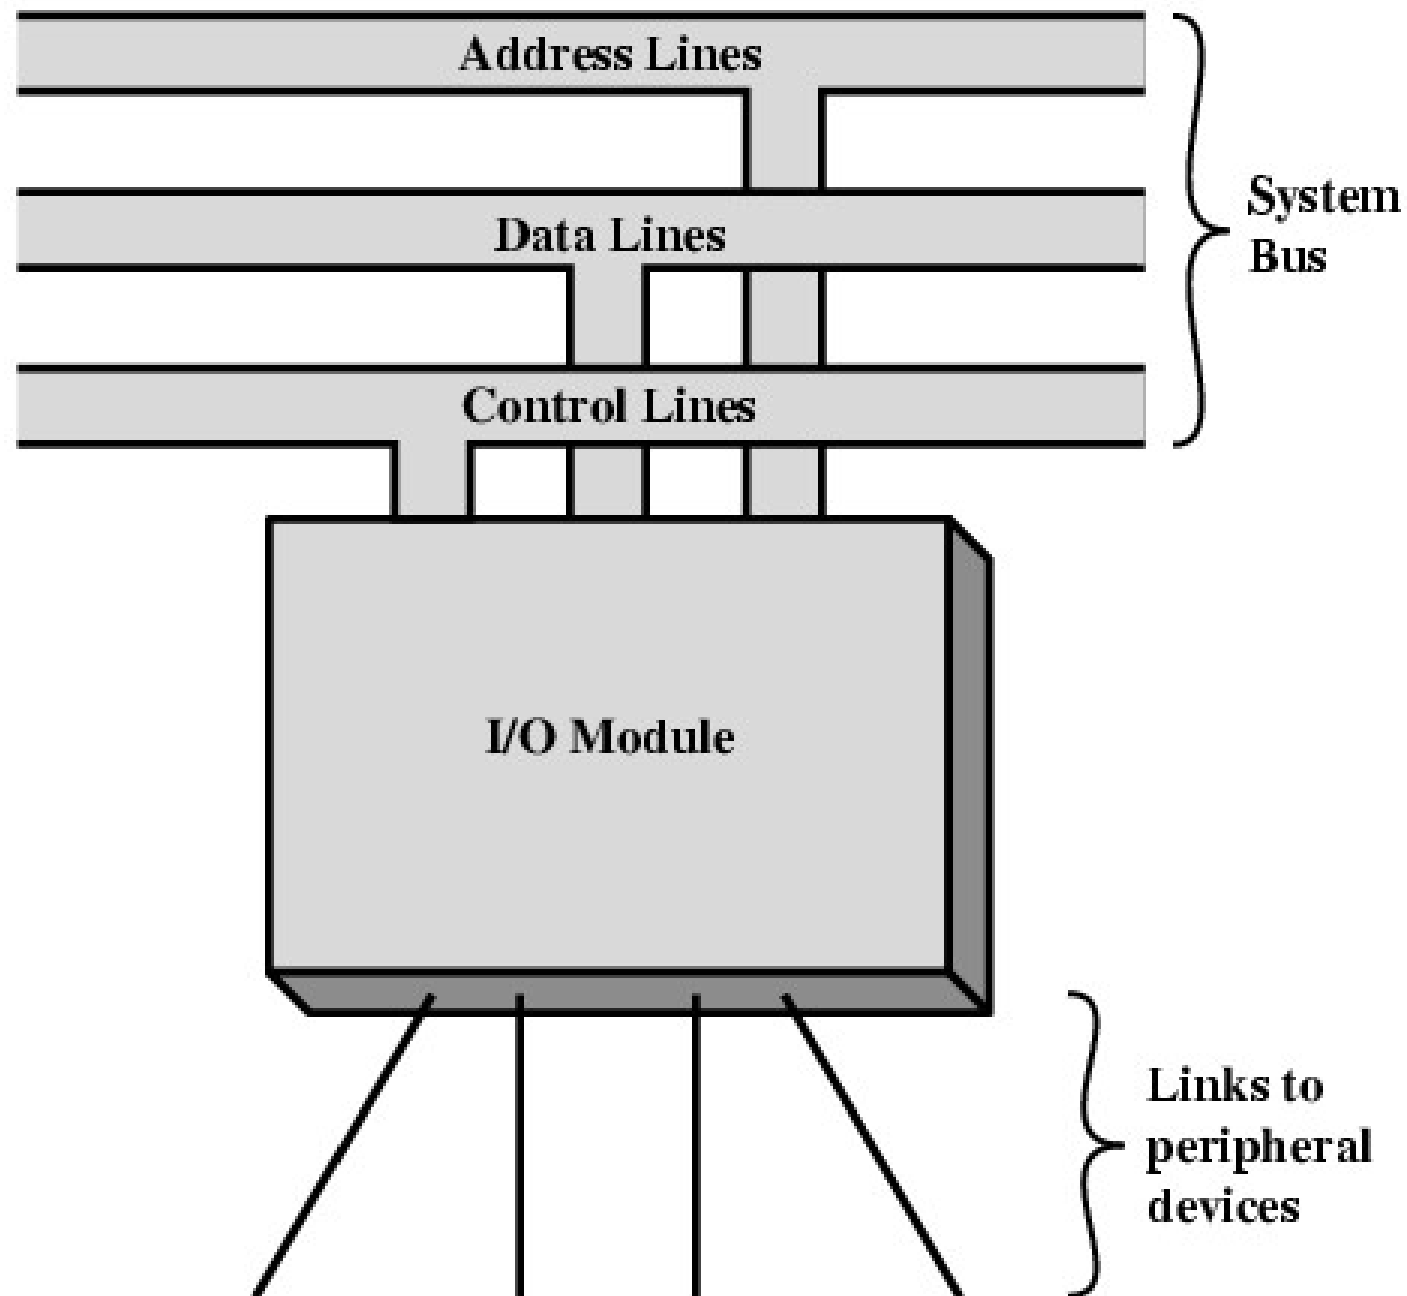 Address Lines
Data Lines
Control Lines
System
Bus
I/O Module
Links to
peripheral
devices